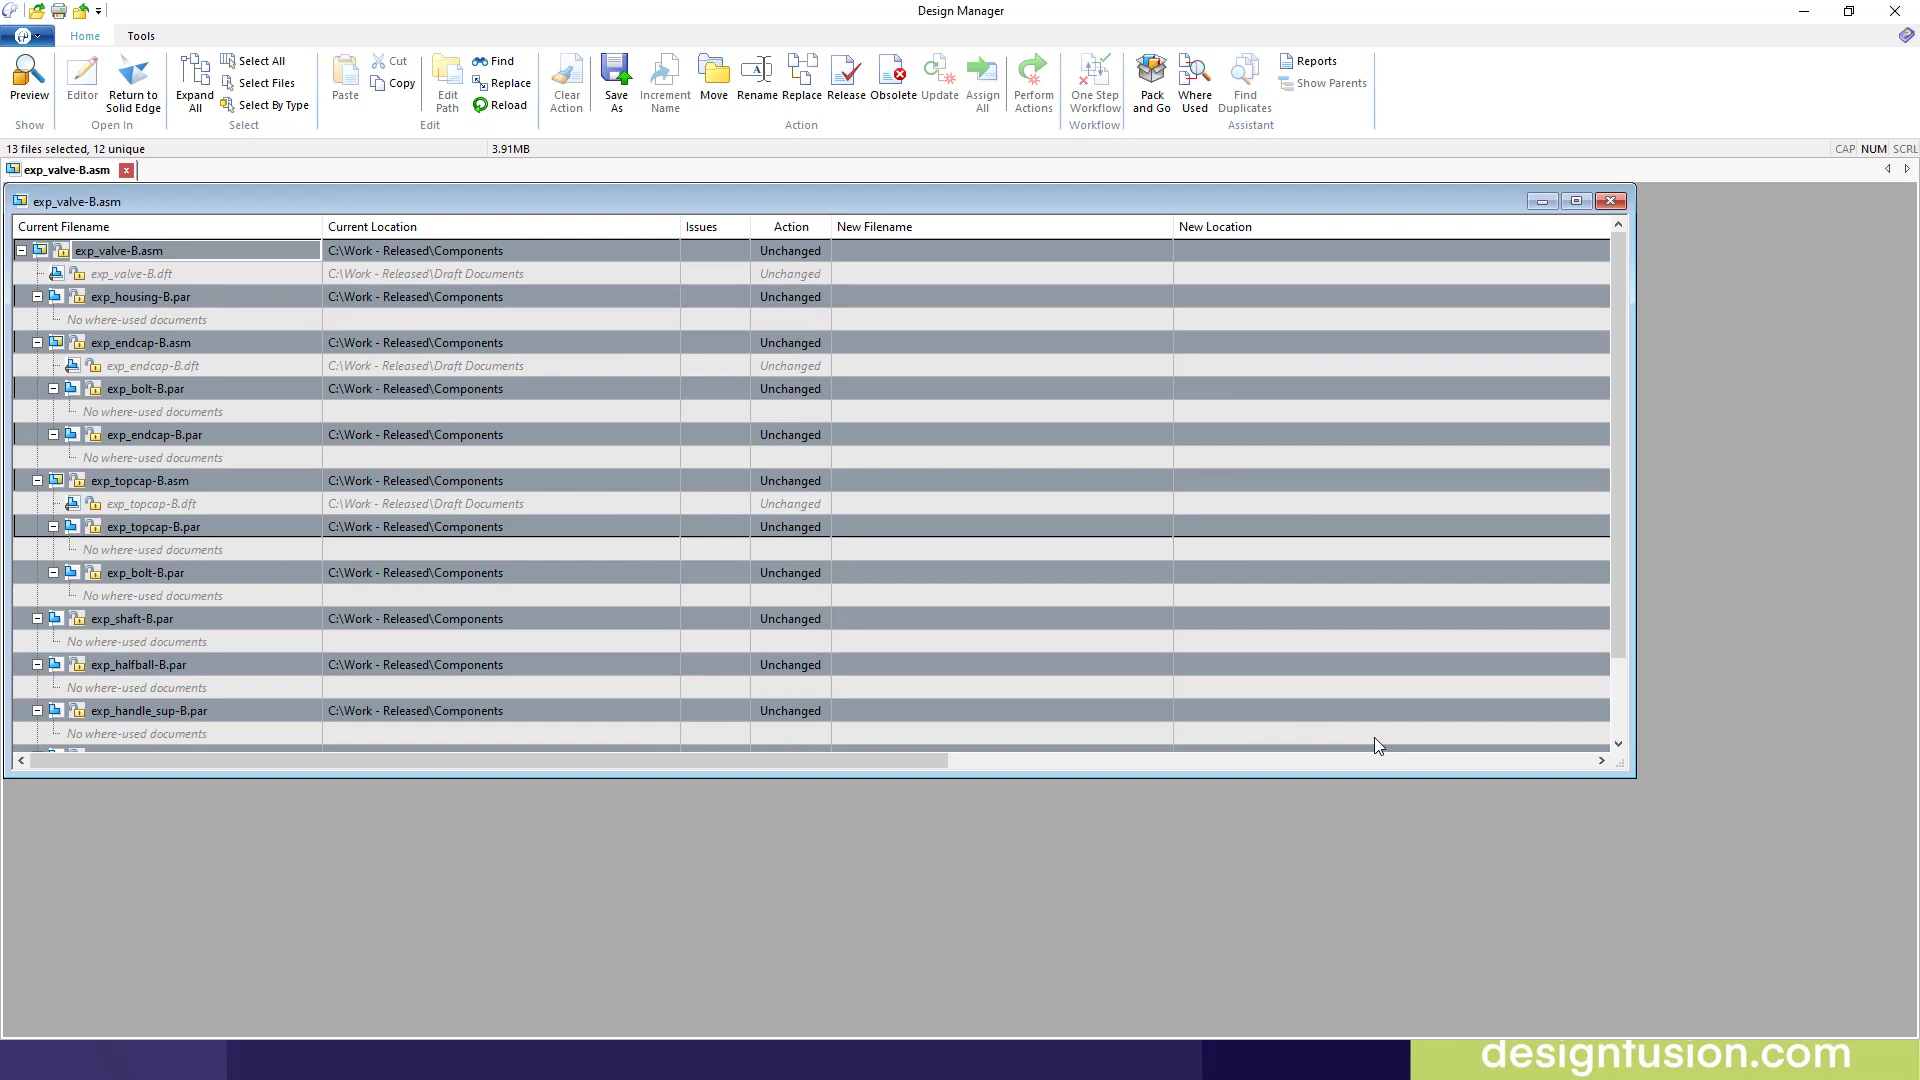 Design Manager
Home Tools
Preview
Show
Editor
Return to
Solid Edge
Open In
Expand
All
Select All
Select Files
Select By Type
Select
Paste
Cut
Copy
Edit
Path
Find
Replace
Reload
Edit
Clear
Action
Save
As
Increment
Name
Move
Rename
Replace
Release
Obsolete
Update
Assign
All
Perform
Actions
Action
One Step
Workflow
Workflow
Pack
and Go
Where
Used
Find
Duplicates
Reports
Show Parents
Assistant
13 files selected, 12 unique 3.91MB CAP NUM SCRL
exp_valve-B.asm
exp_valve-B.asm
Current Filename Current Location Issues Action New Filename New Location
exp_valve-B.asm C:\Work - Released\Components Unchanged
exp_valve-B.dft C:\Work - Released\Draft Documents Unchanged
exp_housing-B.par C:\Work - Released\Components Unchanged
No where-used documents
exp_endcap-B.asm C:\Work - Released\Components Unchanged
exp_endcap-B.dft C:\Work - Released\Draft Documents Unchanged
exp_bolt-B.par C:\Work - Released\Components Unchanged
No where-used documents
exp_endcap-B.par C:\Work - Released\Components Unchanged
No where-used documents
exp_topcap-B.asm C:\Work - Released\Components Unchanged
exp_topcap-B.dft C:\Work - Released\Draft Documents Unchanged
exp_topcap-B.par C:\Work - Released\Components Unchanged
No where-used documents
exp_bolt-B.par C:\Work - Released\Components Unchanged
No where-used documents
exp_shaft-B.par C:\Work - Released\Components Unchanged
No where-used documents
exp_halfball-B.par C:\Work - Released\Components Unchanged
No where-used documents
exp_handle_sup-B.par C:\Work - Released\Components Unchanged
No where-used documents
designfusion.com